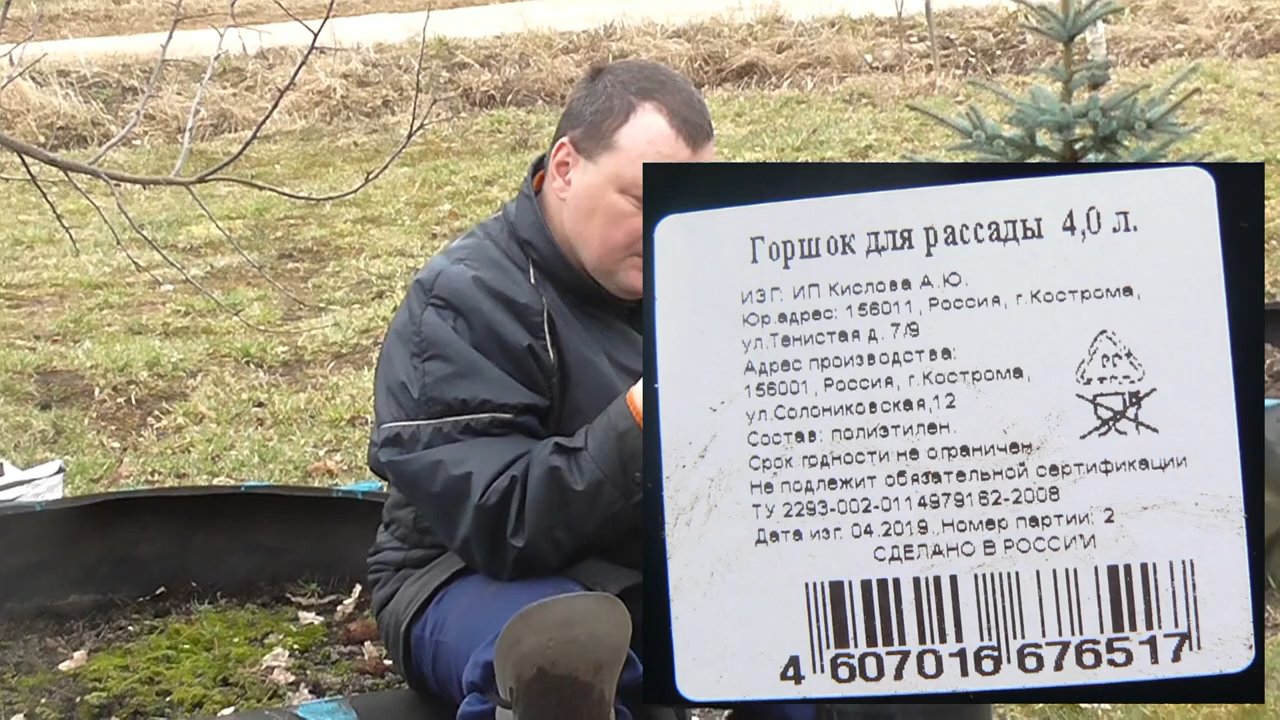 Горшок для рассады 4,0 л.
ИЗГ: ИП Кислова А.Ю.
Юр.адрес: 156011, Россия, г.Кострома,
ул.Тенистая д. 7/9
Адрес производства:
156001, Россия, г.Кострома,
ул.Солониковская,12
Состав: полиэтилен.
Срок годности не ограничен
Не подлежит обязательной сертификации
ТУ 2293-002-0114979162-2008
Дата изг. 04.2019.,Номер партии: 2
СДЕЛАНО В РОССИИ
4 607016 676517